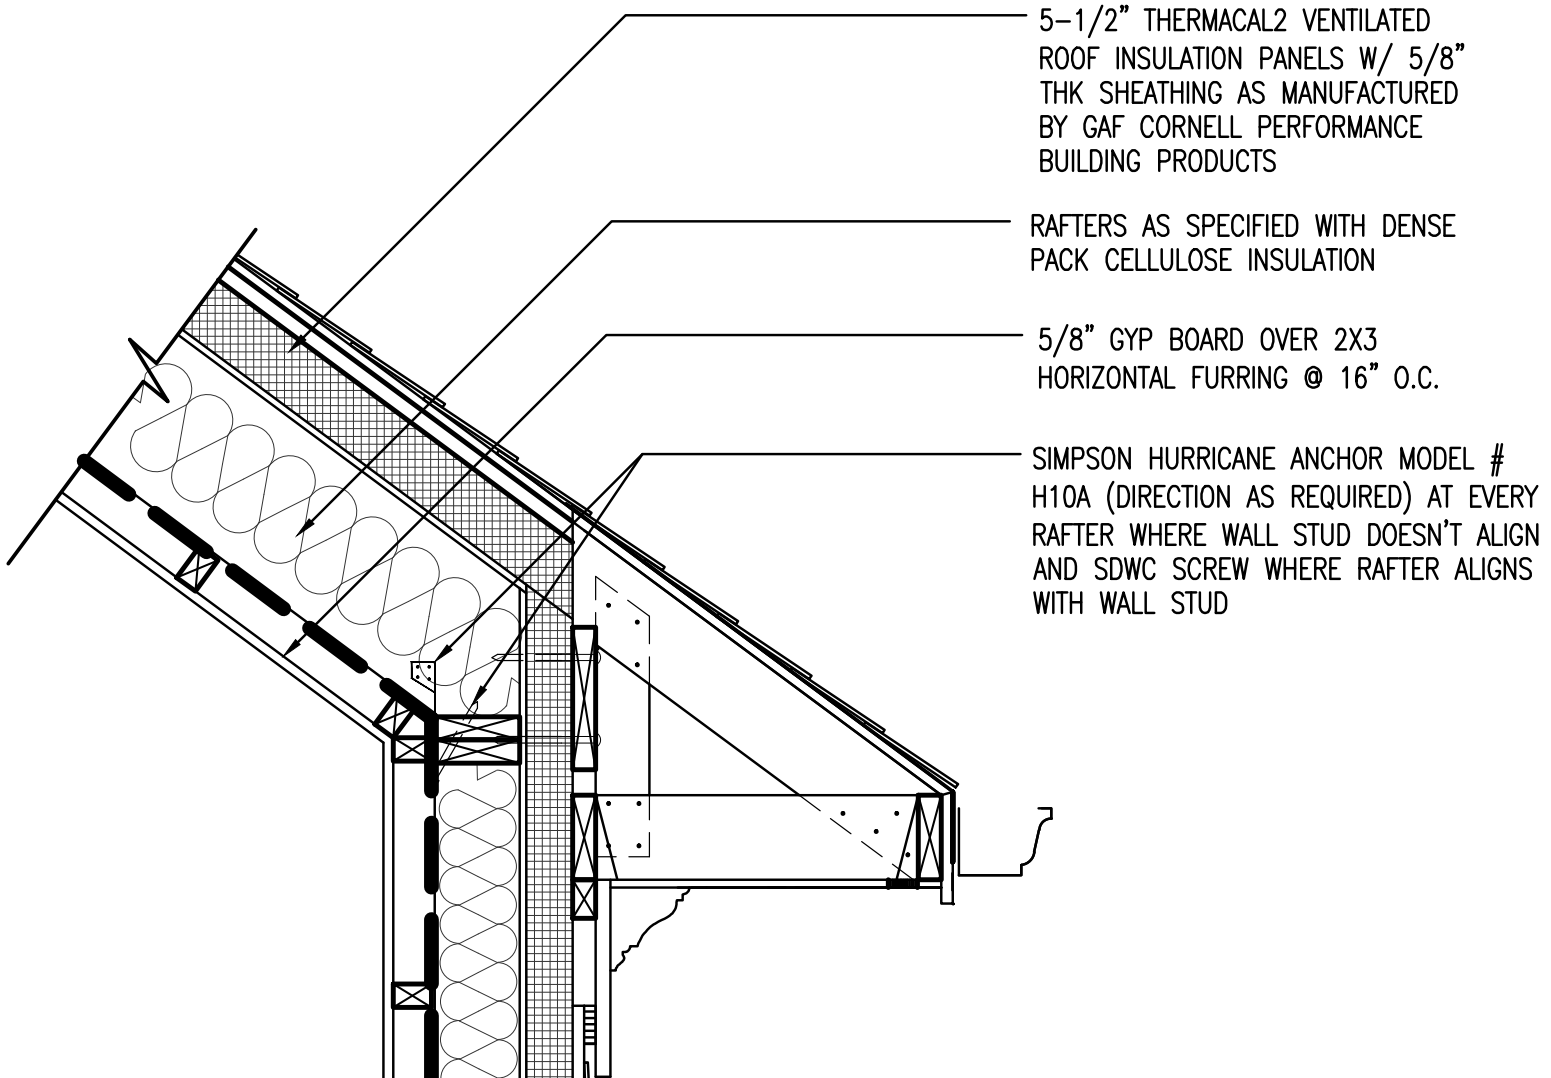 5-1/2" THERMACAL2 VENTILATED
ROOF INSULATION PANELS W/ 5/8"
THK SHEATHING AS MANUFACTURED
BY GAF CORNELL PERFORMANCE
BUILDING PRODUCTS
RAFTERS AS SPECIFIED WITH DENSE
PACK CELLULOSE INSULATION
5/8" GYP BOARD OVER 2X3
HORIZONTAL FURRING @ 16" O.C.
SIMPSON HURRICANE ANCHOR MODEL #
H10A (DIRECTION AS REQUIRED) AT EVERY
RAFTER WHERE WALL STUD DOESN'T ALIGN
AND SDWC SCREW WHERE RAFTER ALIGNS
WITH WALL STUD